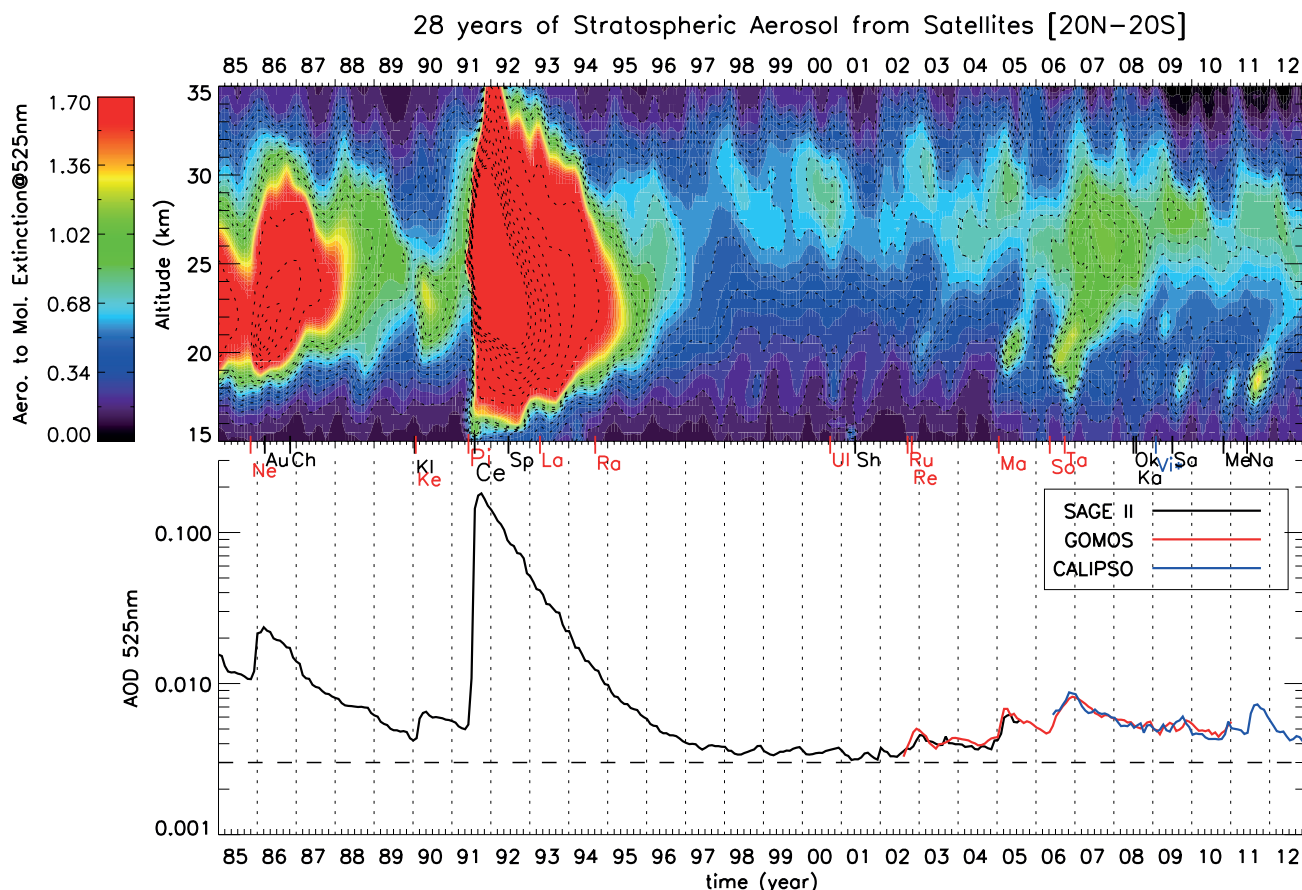 28 years of Stratospheric Aerosol from Satellites [20N−20S]
85 86 87 88 89 90 91 92 93 94 95 96 97 98 99 00 01 02 03 04 05 06 07 08 09 10 11 12
Aero. to Mol. Extinction@525nm
1.70
1.36
1.02
0.68
0.34
0.00
Altitude (km)
35
30
25
20
15
Ne Au Ch Kl Ke Pi Ce Sp La Ra Ul Sh Ru Re Ma So Ta Ok Ka Vi* Sa Me Na
SAGE II
GOMOS
CALIPSO
AOD 525nm
0.100
0.010
0.001
85 86 87 88 89 90 91 92 93 94 95 96 97 98 99 00 01 02 03 04 05 06 07 08 09 10 11 12
time (year)